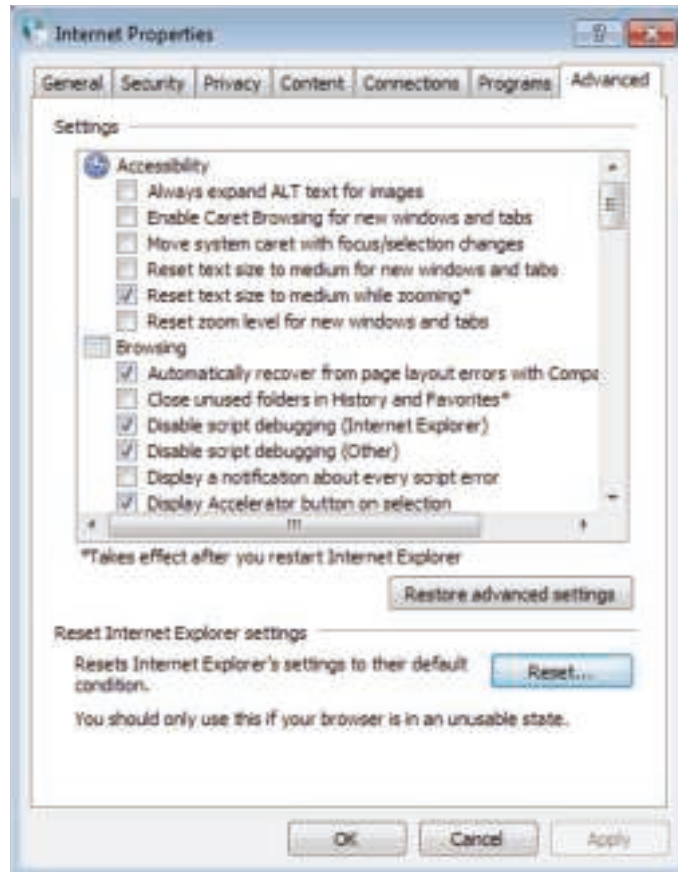 Internet Properties
General Security Privacy Content Connections Programs Advanced
Settings
Accessibility
Always expand ALT text for images
Enable Caret Browsing for new windows and tabs
Move system caret with focus/selection changes
Reset text size to medium for new windows and tabs
Reset text size to medium while zooming*
Reset zoom level for new windows and tabs
Browsing
Automatically recover from page layout errors with Compa
Close unused folders in History and Favorites*
Disable script debugging (Internet Explorer)
Disable script debugging (Other)
Display a notification about every script error
Display Accelerator button on selection
*Takes effect after you restart Internet Explorer
Restore advanced settings
Reset Internet Explorer settings
Resets Internet Explorer's settings to their default
condition.
Reset...
You should only use this if your browser is in an unusable state.
OK Cancel Apply